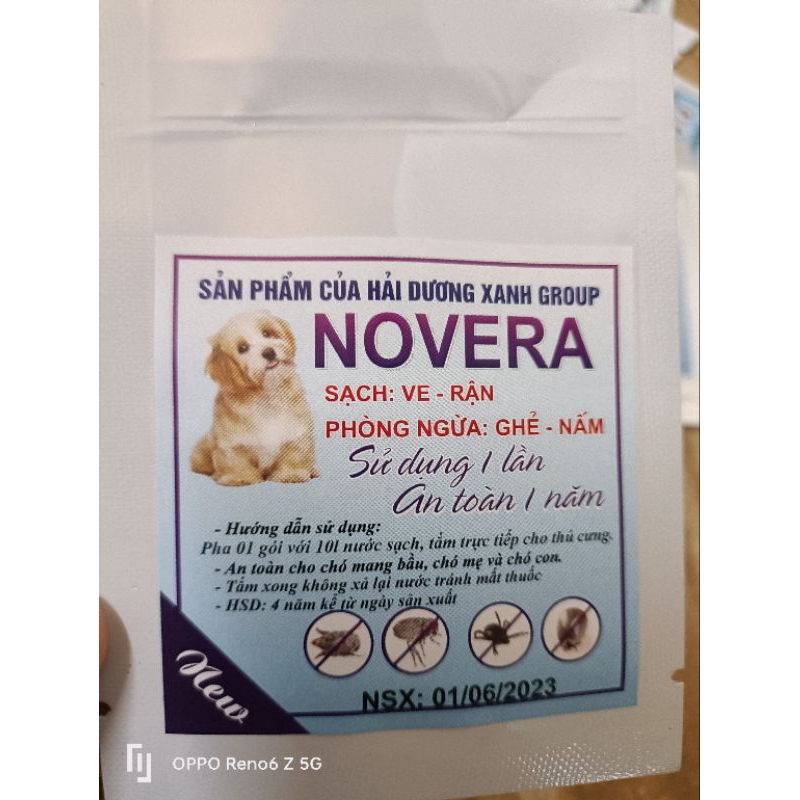 SẢN PHẨM CỦA HẢI DƯƠNG XANH GROUP
NOVERA
SẠCH: VE - RẬN
PHÒNG NGỪA: GHẺ - NẤM
Sử dụng 1 lần
An toàn 1 năm
- Hướng dẫn sử dụng:
Pha 01 gói với 10l nước sạch, tắm trực tiếp cho thú cưng.
- An toàn cho chó mang bầu, chó mẹ và chó con.
- Tắm xong không xả lại nước tránh mất thuốc
- HSD: 4 năm kể từ ngày sản xuất
New
NSX: 01/06/2023
OPPO Reno6 Z 5G